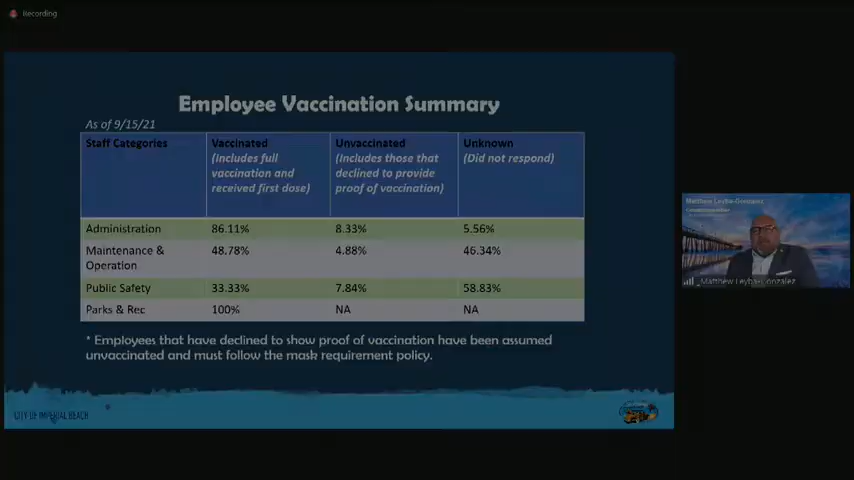 Recording
Employee Vaccination Summary
As of 9/15/21
Staff Categories
Vaccinated
(Includes full
vaccination and
received first dose)
Unvaccinated
(Includes those that
declined to provide
proof of vaccination)
Unknown
(Did not respond)
Administration 86.11% 8.33% 5.56%
Maintenance &
Operation 48.78% 4.88% 46.34%
Public Safety 33.33% 7.84% 58.83%
Parks & Rec 100% NA NA
* Employees that have declined to show proof of vaccination have been assumed
unvaccinated and must follow the mask requirement policy.
CITY OF IMPERIAL BEACH
Matthew Leyba-Gonzalez
Matthew Leyba-Gonzalez